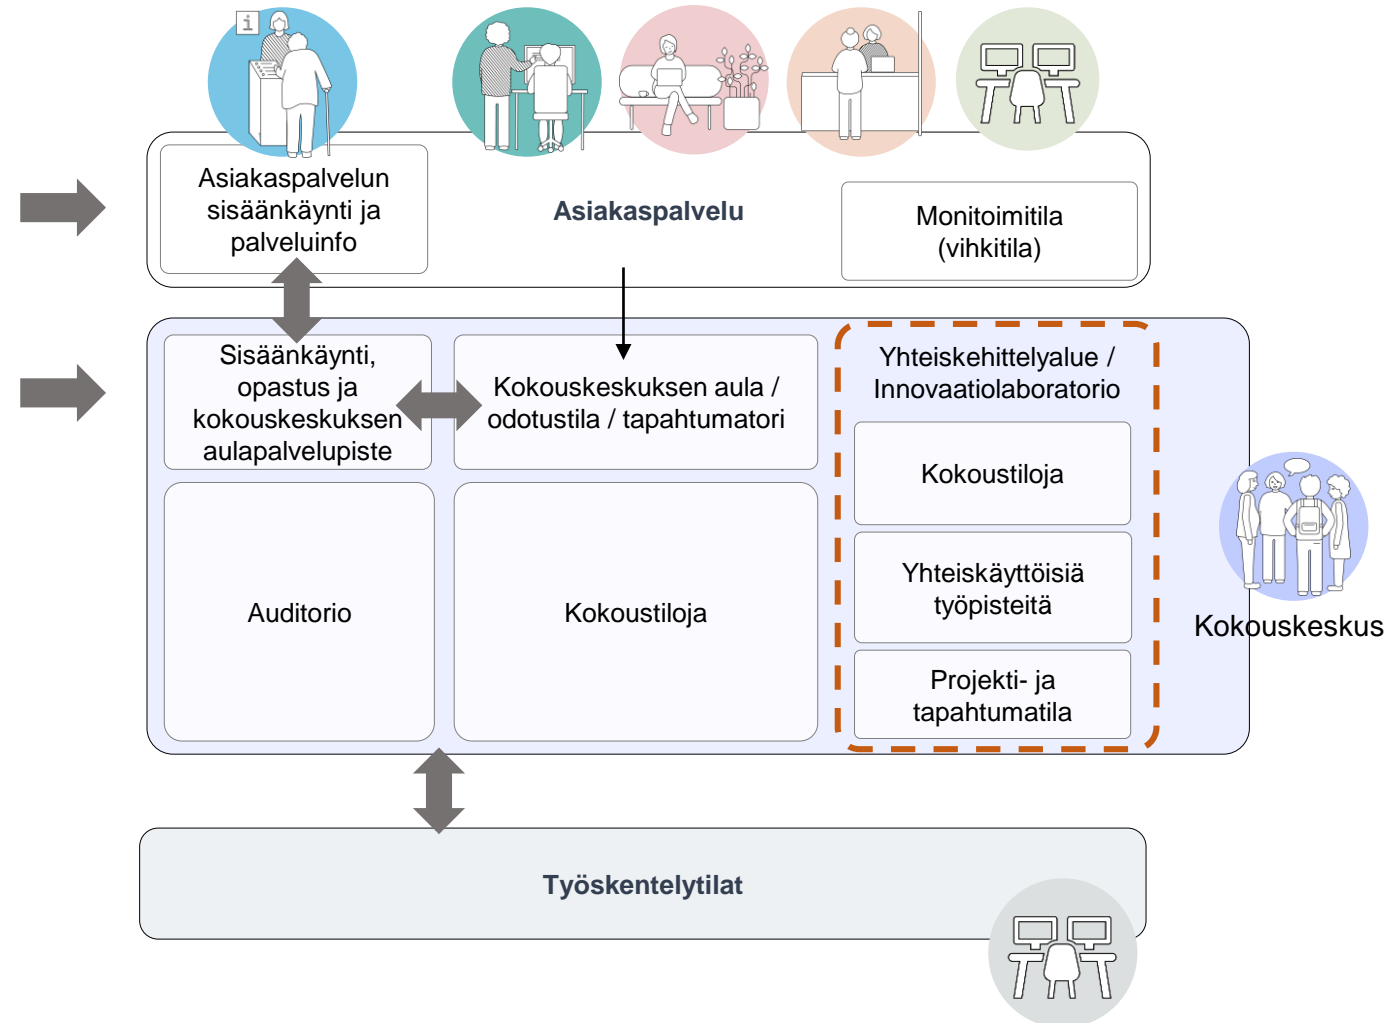 i
Asiakaspalvelun
sisäänkäynti ja
palveluinfo
Asiakaspalvelu
Monitoimitila
(vihkitila)
Sisäänkäynti,
opastus ja
kokouskeskuksen
aulapalvelupiste
Kokouskeskuksen aula /
odotustila / tapahtumatori
Yhteiskehittelyalue /
Innovaatiolaboratorio
Kokoustiloja
Yhteiskäyttöisiä
työpisteitä
Projekti- ja
tapahtumatila
Auditorio
Kokoustiloja
Kokouskeskus
Työskentelytilat